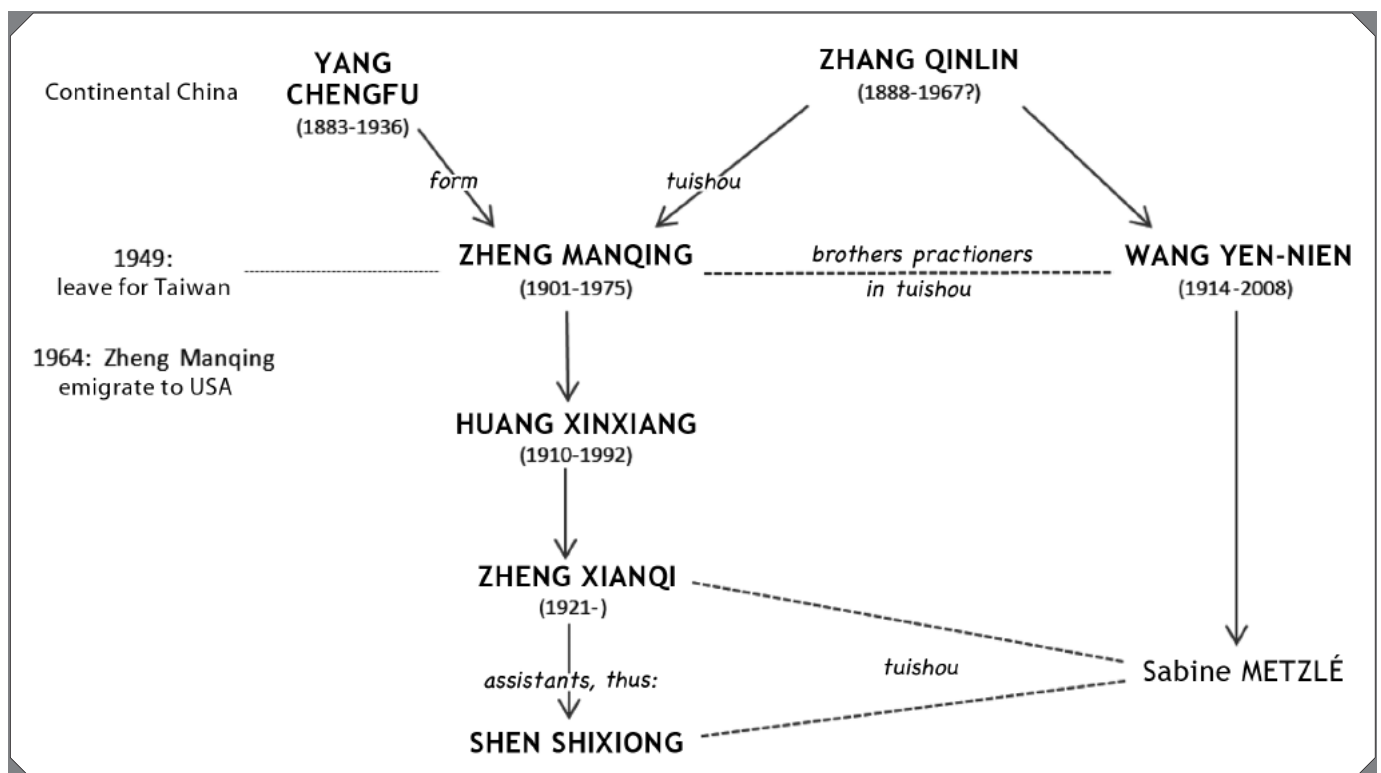 YANG
CHENGFU
(1883-1936)
ZHANG QINLIN
(1888-1967?)
Continental China
form
tuishou
1949:
leave for Taiwan
ZHENG MANQING
(1901-1975)
brothers practioners
in tuishou
WANG YEN-NIEN
(1914-2008)
1964: Zheng Manqing
emigrate to USA
HUANG XINXIANG
(1910-1992)
ZHENG XIANQI
(1921-)
assistants, thus:
tuishou
Sabine METZLÉ
SHEN SHIXIONG